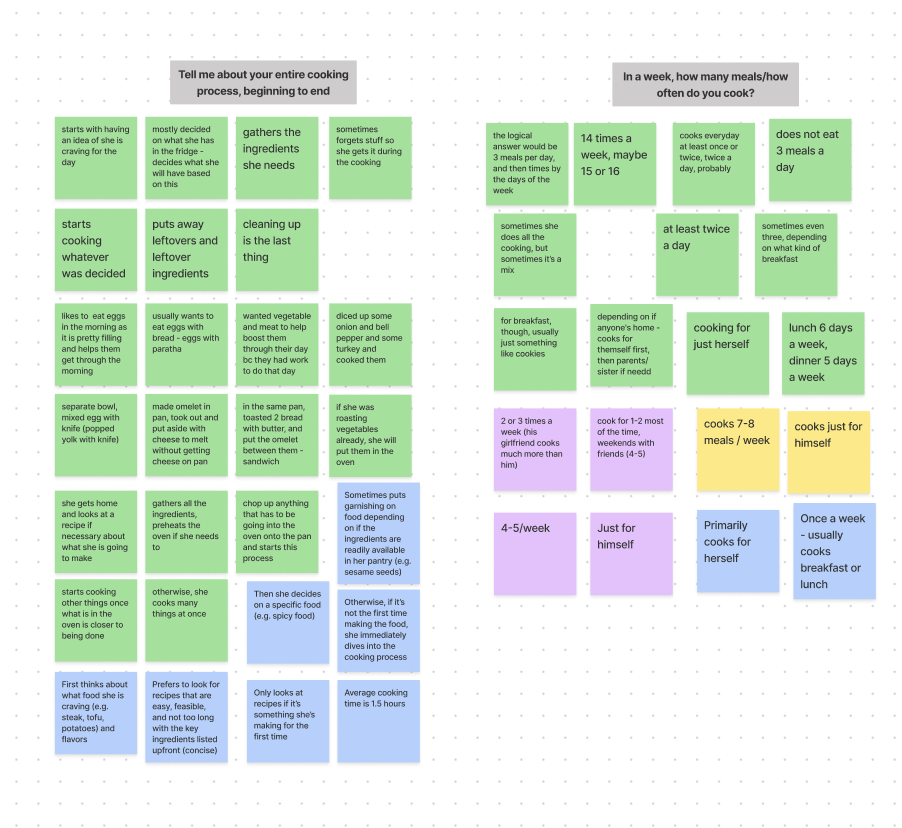 Tell me about your entire cooking
process, beginning to end
starts with having
an idea of she is
craving for the
day
mostly decided
on what she has
in the fridge -
decides what she
will have based
on this
gathers the
ingredients
she needs
sometimes
forgets stuff so
she gets it during
the cooking
starts
cooking
whatever
was decided
puts away
leftovers and
leftover
ingredients
cleaning up
is the last
thing
likes to  eat eggs
in the morning as
it is pretty filling
and helps them
get through the
morning
usually wants to
eat eggs with
bread - eggs with
paratha
wanted vegetable
and meat to help
boost them
through their day
bc they had work
to do that day
diced up some
onion and bell
pepper and some
turkey and
cooked them
separate bowl,
mixed egg with
knife (popped
yolk with knife)
made omelet in
pan, took out and
put aside with
cheese to melt
without getting
cheese on pan
in the same pan,
toasted 2 bread
with butter, and
put the omelet
between them -
sandwich
if she was
roasting
vegetables
already, she will
put them in the
oven
she gets home
and looks at a
recipe if
necessary about
what she is going
to make
gathers all the
ingredients,
preheats the
oven if she needs
to
chop up anything
that has to be
going into the
oven onto the pan
and starts this
process
Sometimes puts
garnishing on
food depending
on if the
ingredients are
readily available
in her pantry (e.g.
sesame seeds)
starts cooking
other things once
what is in the
oven is closer to
being done
otherwise, she
cooks many
things at once
Then she decides
on a specific food
(e.g. spicy food)
Otherwise, if it's
not the first time
making the food,
she immediately
dives into the
cooking process
First thinks about
what food she is
craving (e.g.
steak, tofu,
potatoes) and
flavors
Prefers to look for
recipes that are
easy, feasible,
and not too long
with the key
ingredients listed
upfront (concise)
Only looks at
recipes if it's
something she's
making for the
first time
Average cooking
time is 1.5 hours
In a week, how many meals/how
often do you cook?
the logical
answer would be
3 meals per day,
and then times by
the days of the
week
14 times a
week, maybe
15 or 16
cooks everyday
at least once or
twice, twice a
day, probably
does not eat
3 meals a
day
sometimes she
does all the
cooking, but
sometimes it's a
mix
at least twice
a day
sometimes even
three, depending
on what kind of
breakfast
for breakfast,
though, usually
just something
like cookies
depending on if
anyone's home -
cooks for
themself first,
then parents/
sister if needd
cooking for
just herself
lunch 6 days
a week,
dinner 5 days
a week
2 or 3 times a
week (his
girlfriend cooks
much more than
him)
cook for 1-2 most
of the time,
weekends with
friends (4-5)
cooks 7-8
meals / week
cooks just for
himself
4-5/week
Just for
himself
Primarily
cooks for
herself
Once a week
- usually
cooks
breakfast or
lunch